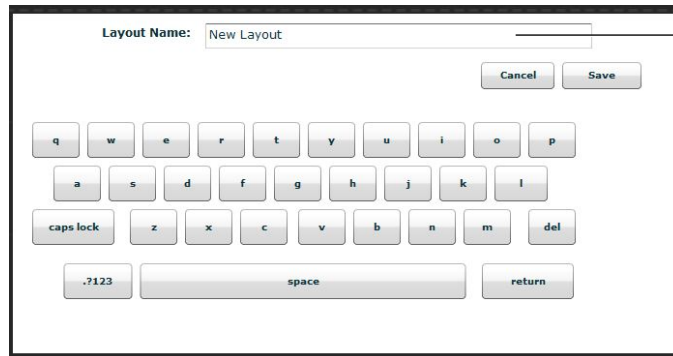 Layout Name: New Layout
Cancel Save
q w e r t y u i o p
a s d f g h j k l
caps lock z x c v b n m del
.?123 space return